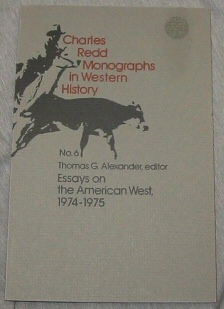 Charles
Redd
Monographs
in Western
History
No. 6
Thomas G. Alexander, editor
Essays on
the American West,
1974-1975